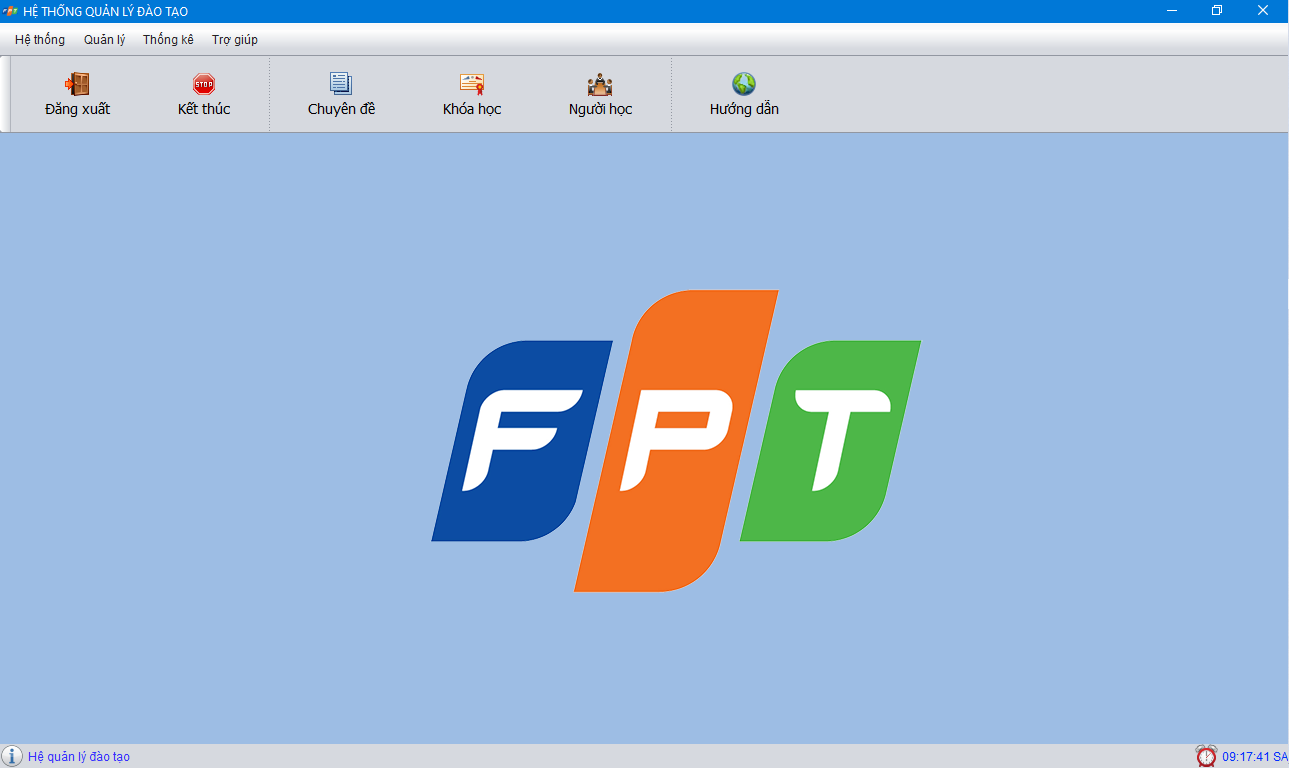 HỆ THỐNG QUẢN LÝ ĐÀO TẠO
Hệ thống Quản lý Thống kê Trợ giúp
STOP
Đăng xuất Kết thúc Chuyên đề Khóa học Người học Hướng dẫn
FPT
Hệ quản lý đào tạo 09:17:41 SA